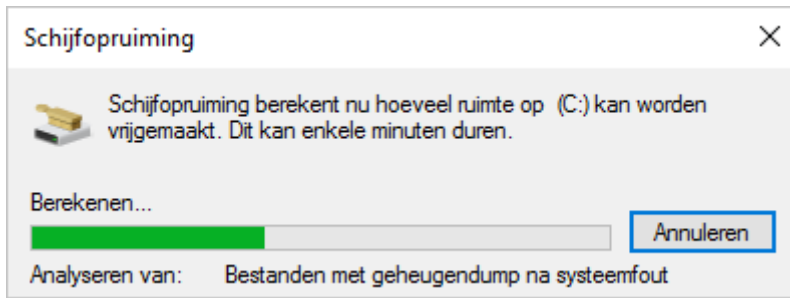 Schijfopruiming
Schijfopruiming berekent nu hoeveel ruimte op  (C:) kan worden
vrijgemaakt. Dit kan enkele minuten duren.
Berekenen...
Annuleren
Analyseren van: Bestanden met geheugendump na systeemfout